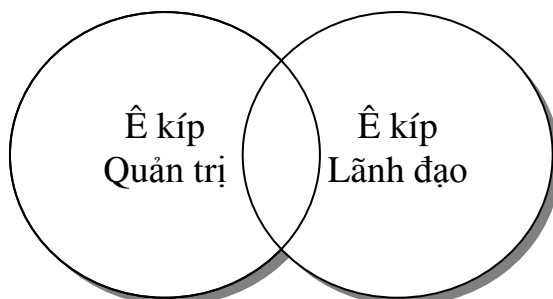 Ê kíp
Quản trị
Ê kíp
Lãnh đạo